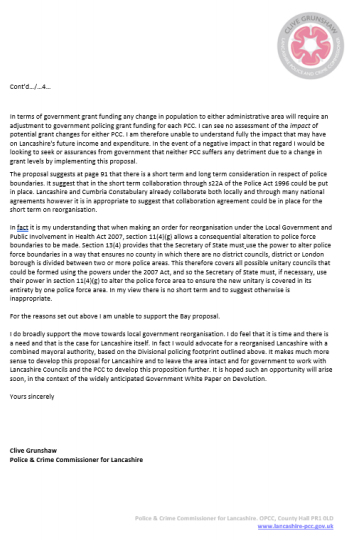 CLIVE GRUNSHAW
Cont'd../...4...
In terms of government grant funding any change in population to either administrative area will require an
adjustment to government policing grant funding for each PCC. I can see no assessment of the impact of
potential grant changes for either PCC. I am therefore unable to understand fully the impact that may have
on Lancashire's future income and expenditure. In the event of a negative impact in that regard I would be
looking to seek or assurances from government that neither PCC suffers any detriment due to a change in
grant levels by implementing this proposal.
The proposal suggests at page 91 that there is a short term and long term consideration in respect of police
boundaries. It suggest that in the short term collaboration through s22A of the Police Act 1996 could be put
in place. Lancashire and Cumbria Constabulary already collaborate both locally and through many national
agreements however it is in appropriate to suggest that collaboration agreement could be in place for the
short term on reorganisation.
In fact it is my understanding that when making an order for reorganisation under the Local Government and
Public Involvement in Health Act 2007, section 11(4)(g) allows a consequential alteration to police force
boundaries to be made. Section 13(4) provides that the Secretary of State must use the power to alter police
force boundaries in a way that ensures no county in which there are no district councils, district or London
borough is divided between two or more police areas. This therefore covers all possible unitary councils that
could be formed using the powers under the 2007 Act, and so the Secretary of State must, if necessary, use
their power in section 11(4)(g) to alter the police force area to ensure the new unitary is covered in its
entirety by one police force area. In my view there is no short term and to suggest otherwise is
inappropriate.
For the reasons set out above I am unable to support the Bay proposal.
I do broadly support the move towards local government reorganisation. I do feel that it is time and there is
a need and that is the case for Lancashire itself. In fact I would advocate for a reorganised Lancashire with a
combined mayoral authority, based on the Divisional policing footprint outlined above. It makes much more
sense to develop this proposal for Lancashire and to leave the area intact and for government to work with
Lancashire Councils and the PCC to develop this proposition further. It is hoped such an opportunity will arise
soon, in the context of the widely anticipated Government White Paper on Devolution.
Yours sincerely
Clive Grunshaw
Police & Crime Commissioner for Lancashire
Police & Crime Commissioner for Lancashire. OPCC, County Hall PR1 0LD
www.lancashire-pcc.gov.uk